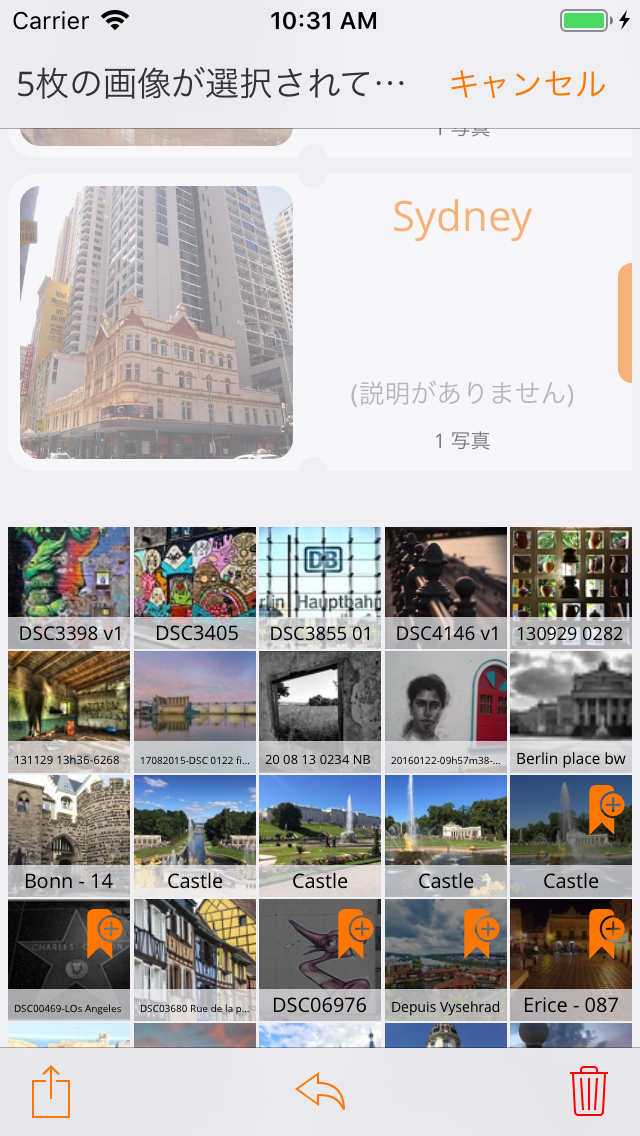 Carrier 10:31 AM
5枚の画像が選択されて… キャンセル
1 写真
Sydney
(説明がありません)
1 写真
DB
rlin Hauptbahn
DSC3398 v1 DSC3405 DSC3855 01 DSC4146 v1 130929 0282
131129 13h36-6268 17082015-DSC 0122 fi... 20 08 13 0234 NB 20160122-09h57m38-... Berlin place bw
Bonn - 14 Castle Castle Castle Castle
CHARLES
DSC00469-LOs Angeles DSC03680 Rue de la p... DSC06976 Depuis Vysehrad Erice - 087